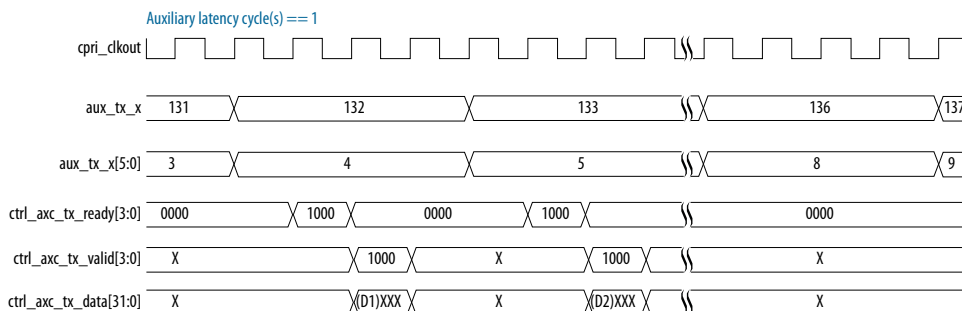 Auxiliary latency cycle(s) == 1
cpri_clkout
aux_tx_x 131 132 133 136 137
aux_tx_x[5:0] 3 4 5 8 9
ctrl_axc_tx_ready[3:0] 0000 1000 0000 1000 0000
ctrl_axc_tx_valid[3:0] X 1000 X 1000 X
ctrl_axc_tx_data[31:0] X (D1)XXX X (D2)XXX X